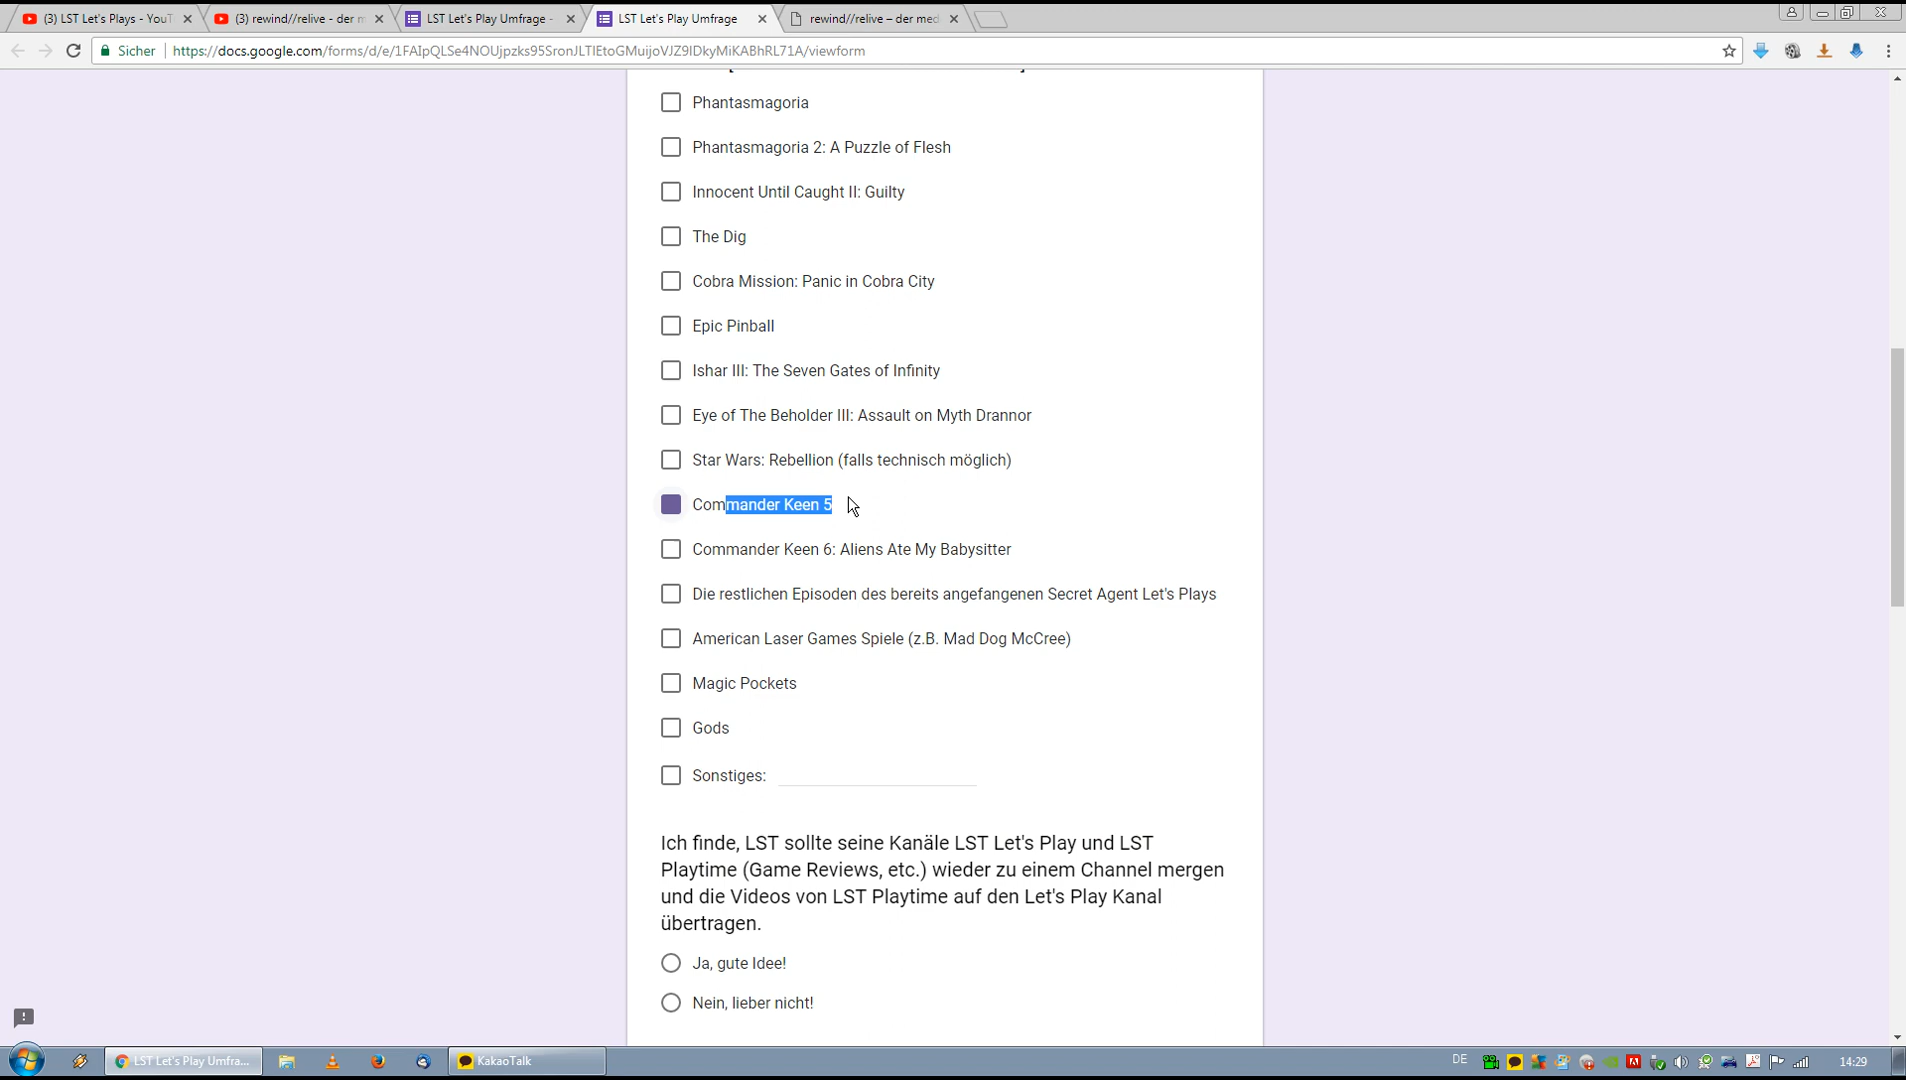 (3) LST Let's Plays - YouT
(3) rewind//relive - der m
LST Let's Play Umfrage -
LST Let's Play Umfrage
rewind//relive – der med
Sicher
https://docs.google.com/forms/d/e/1FAIpQLSe4NOUjpzks95SronJLTIEtoGMuijoVJZ9IDkyMiKABhRL71A/viewform
Phantasmagoria
Phantasmagoria 2: A Puzzle of Flesh
Innocent Until Caught II: Guilty
The Dig
Cobra Mission: Panic in Cobra City
Epic Pinball
Ishar III: The Seven Gates of Infinity
Eye of The Beholder III: Assault on Myth Drannor
Star Wars: Rebellion (falls technisch möglich)
Commander Keen 5
Commander Keen 6: Aliens Ate My Babysitter
Die restlichen Episoden des bereits angefangenen Secret Agent Let's Plays
American Laser Games Spiele (z.B. Mad Dog McCree)
Magic Pockets
Gods
Sonstiges:
Ich finde, LST sollte seine Kanäle LST Let's Play und LST
Playtime (Game Reviews, etc.) wieder zu einem Channel mergen
und die Videos von LST Playtime auf den Let's Play Kanal
übertragen.
Ja, gute Idee!
Nein, lieber nicht!
LST Let's Play Umfra...
KakaoTalk
DE
14:29